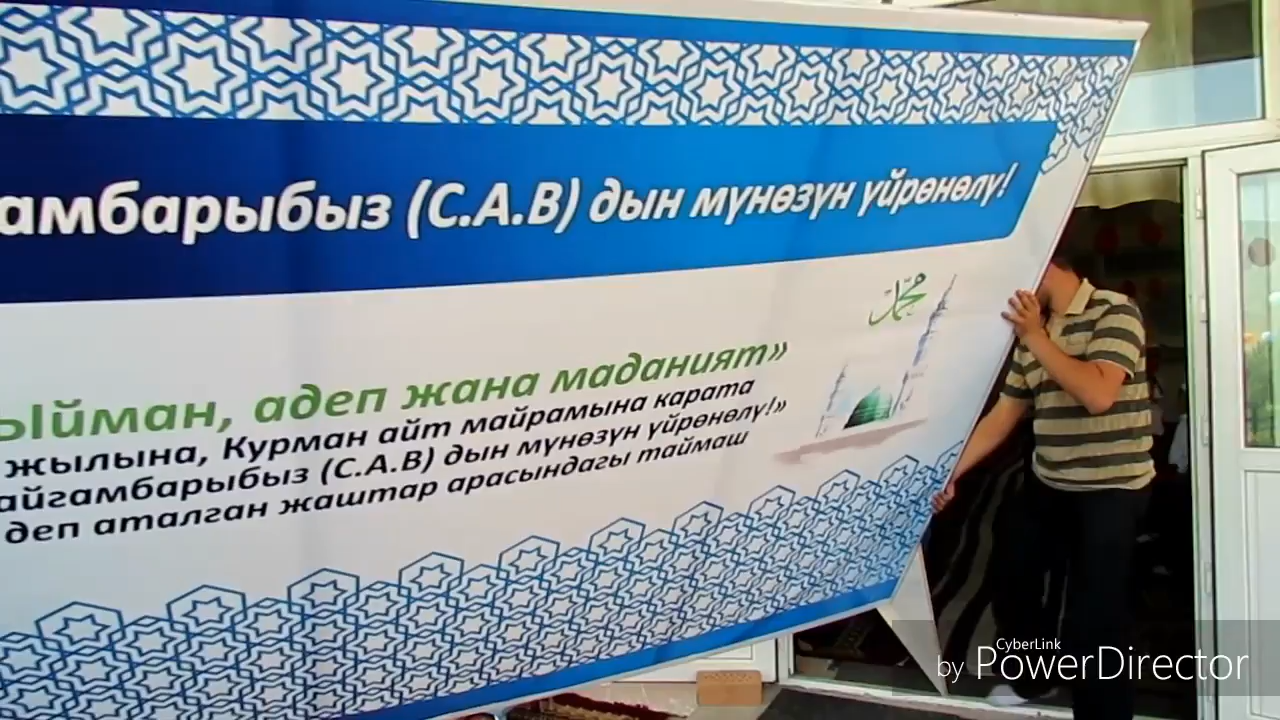 амбарыбыз (С.А.В) дын мүнөзүн үйрөнөлү!
محمد
ыйман, адеп жана маданият»
жылына, Курман айт майрамына карата
айгамбарыбыз (С.А.В) дын мүнөзүн үйрөнөлү!»
деп аталган жаштар арасындагы таймаш
CyberLink
by PowerDirector